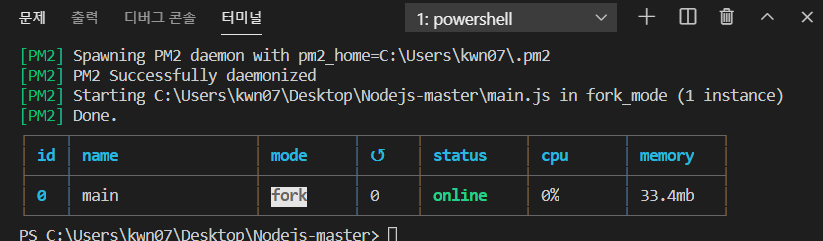 문제 출력 디버그 콘솔 터미널 1: powershell
[PM2] Spawning PM2 daemon with pm2_home=C:\Users\kwn07\.pm2
[PM2] PM2 Successfully daemonized
[PM2] Starting C:\Users\kwn07\Desktop\Nodejs-master\main.js in fork_mode (1 instance)
[PM2] Done.
id name mode ↺ status cpu memory
0 main fork 0 online 0% 33.4mb
PS C:\Users\kwn07\Desktop\Nodejs-master>